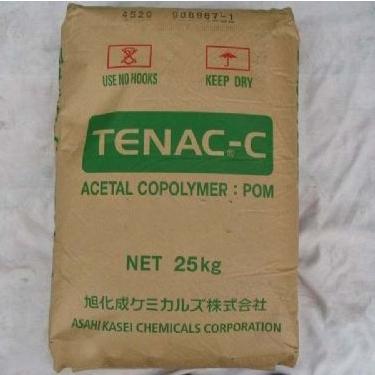 4520
USE NO HOOKS
KEEP DRY
TENAC-C
®
ACETAL COPOLYMER : POM
NET 25kg
旭化成ケミカルズ株式会社
ASAHI KASEI CHEMICALS CORPORATION